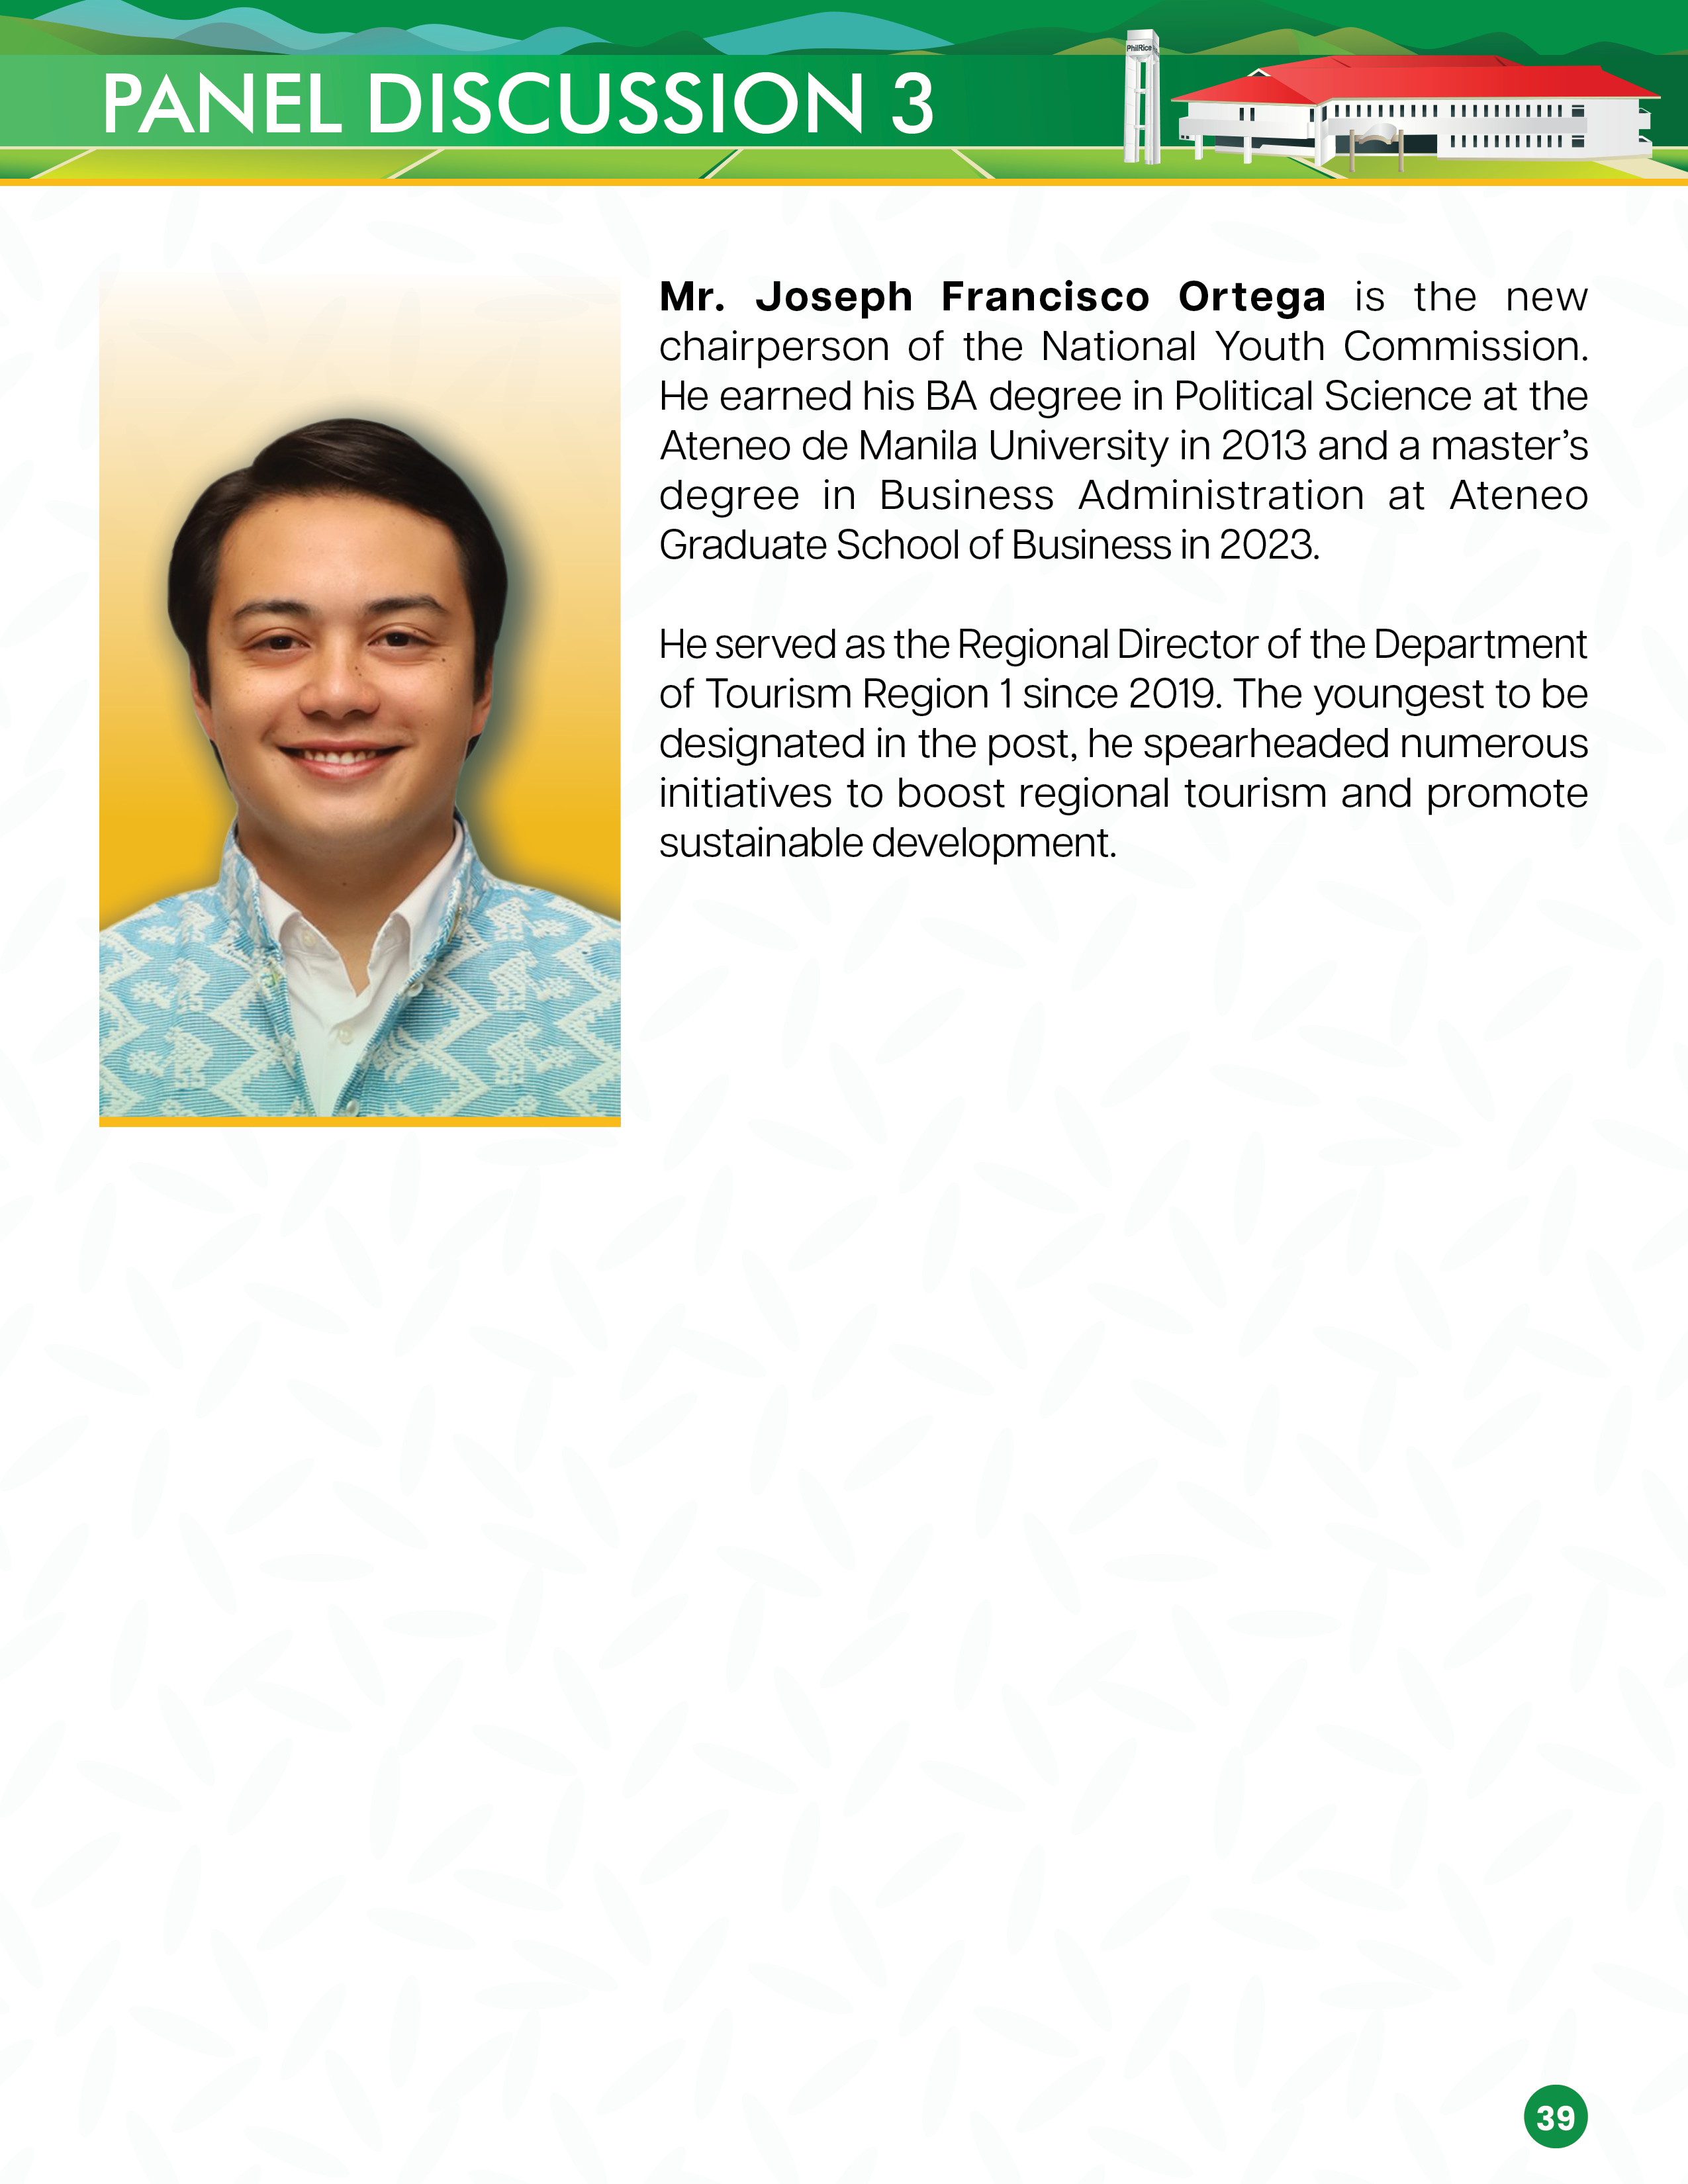 PhilRice
PANEL DISCUSSION 3
Mr. Joseph Francisco Ortega is the new
chairperson of the National Youth Commission.
He earned his BA degree in Political Science at the
Ateneo de Manila University in 2013 and a master’s
degree in Business Administration at Ateneo
Graduate School of Business in 2023.
He served as the Regional Director of the Department
of Tourism Region 1 since 2019. The youngest to be
designated in the post, he spearheaded numerous
initiatives to boost regional tourism and promote
sustainable development.
39